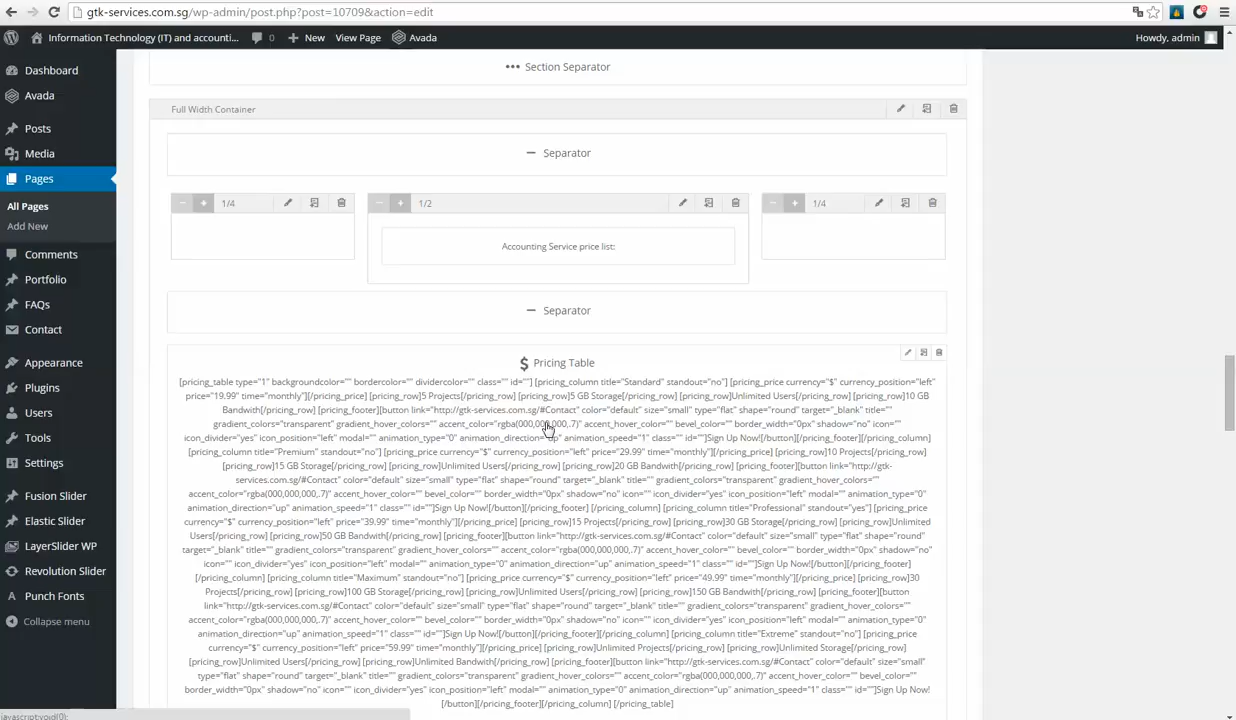 gtk-services.com.sg/wp-admin/post.php?post=10709&action=edit
Information Technology (IT) and accounti... 0 New View Page Avada Howdy, admin
Dashboard
Avada
Posts
Media
Pages
All Pages
Add New
Comments
Portfolio
FAQs
Contact
Appearance
Plugins
Users
Tools
Settings
Fusion Slider
Elastic Slider
LayerSlider WP
Revolution Slider
Punch Fonts
Collapse menu
Section Separator
Full Width Container
Separator
1/4 1/2 1/4
Accounting Service price list:
Separator
Pricing Table
[pricing_table type="1" backgroundcolor="" bordercolor="" dividercolor="" class="" id=""] [pricing_column title="Standard" standout="no"] [pricing_price currency="$" currency_position="left"
price="19.99" time="monthly"][/pricing_price] [pricing_row]5 Projects[/pricing_row] [pricing_row]5 GB Storage[/pricing_row] [pricing_row]Unlimited Users[/pricing_row] [pricing_row]10 GB
Bandwith[/pricing_row] [pricing_footer][button link="http://gtk-services.com.sg/#Contact" color="default" size="small" type="flat" shape="round" target="_blank" title=""
gradient_colors="transparent" gradient_hover_colors="" accent_color="rgba(000,000,000,.7)" accent_hover_color="" bevel_color="" border_width="0px" shadow="no" icon=""
icon_divider="yes" icon_position="left" modal="" animation_type="0" animation_direction="up" animation_speed="1" class="" id=""]Sign Up Now![/button][/pricing_footer][/pricing_column]
[pricing_column title="Premium" standout="no"] [pricing_price currency="$" currency_position="left" price="29.99" time="monthly"][/pricing_price] [pricing_row]10 Projects[/pricing_row]
[pricing_row]15 GB Storage[/pricing_row] [pricing_row]Unlimited Users[/pricing_row] [pricing_row]20 GB Bandwith[/pricing_row] [pricing_footer][button link="http://gtk-
services.com.sg/#Contact" color="default" size="small" type="flat" shape="round" target="_blank" title="" gradient_colors="transparent" gradient_hover_colors=""
accent_color="rgba(000,000,000,.7)" accent_hover_color="" bevel_color="" border_width="0px" shadow="no" icon="" icon_divider="yes" icon_position="left" modal="" animation_type="0"
animation_direction="up" animation_speed="1" class="" id=""]Sign Up Now![/button][/pricing_footer] [/pricing_column] [pricing_column title="Professional" standout="yes"] [pricing_price
currency="$" currency_position="left" price="39.99" time="monthly"][/pricing_price] [pricing_row]15 Projects[/pricing_row] [pricing_row]30 GB Storage[/pricing_row] [pricing_row]Unlimited
Users[/pricing_row] [pricing_row]50 GB Bandwith[/pricing_row] [pricing_footer][button link="http://gtk-services.com.sg/#Contact" color="default" size="small" type="flat" shape="round"
target="_blank" title="" gradient_colors="transparent" gradient_hover_colors="" accent_color="rgba(000,000,000,.7)" accent_hover_color="" bevel_color="" border_width="0px" shadow="no"
icon="" icon_divider="yes" icon_position="left" modal="" animation_type="0" animation_direction="up" animation_speed="1" class="" id=""]Sign Up Now![/button][/pricing_footer]
[/pricing_column] [pricing_column title="Maximum" standout="no"] [pricing_price currency="$" currency_position="left" price="49.99" time="monthly"][/pricing_price] [pricing_row]30
Projects[/pricing_row] [pricing_row]100 GB Storage[/pricing_row] [pricing_row]Unlimited Users[/pricing_row] [pricing_row]150 GB Bandwith[/pricing_row] [pricing_footer][button
link="http://gtk-services.com.sg/#Contact" color="default" size="small" type="flat" shape="round" target="_blank" title="" gradient_colors="transparent" gradient_hover_colors=""
accent_color="rgba(000,000,000,.7)" accent_hover_color="" bevel_color="" border_width="0px" shadow="no" icon="" icon_divider="yes" icon_position="left" modal="" animation_type="0"
animation_direction="up" animation_speed="1" class="" id=""]Sign Up Now![/button][/pricing_footer][/pricing_column] [pricing_column title="Extreme" standout="no"] [pricing_price
currency="$" currency_position="left" price="59.99" time="monthly"][/pricing_price] [pricing_row]Unlimited Projects[/pricing_row] [pricing_row]Unlimited Storage[/pricing_row]
[pricing_row]Unlimited Users[/pricing_row] [pricing_row]Unlimited Bandwith[/pricing_row] [pricing_footer][button link="http://gtk-services.com.sg/#Contact" color="default" size="small"
type="flat" shape="round" target="_blank" title="" gradient_colors="transparent" gradient_hover_colors="" accent_color="rgba(000,000,000,.7)" accent_hover_color="" bevel_color=""
border_width="0px" shadow="no" icon="" icon_divider="yes" icon_position="left" modal="" animation_type="0" animation_direction="up" animation_speed="1" class="" id=""]Sign Up Now!
[/button][/pricing_footer][/pricing_column] [/pricing_table]
javascript:void(0);